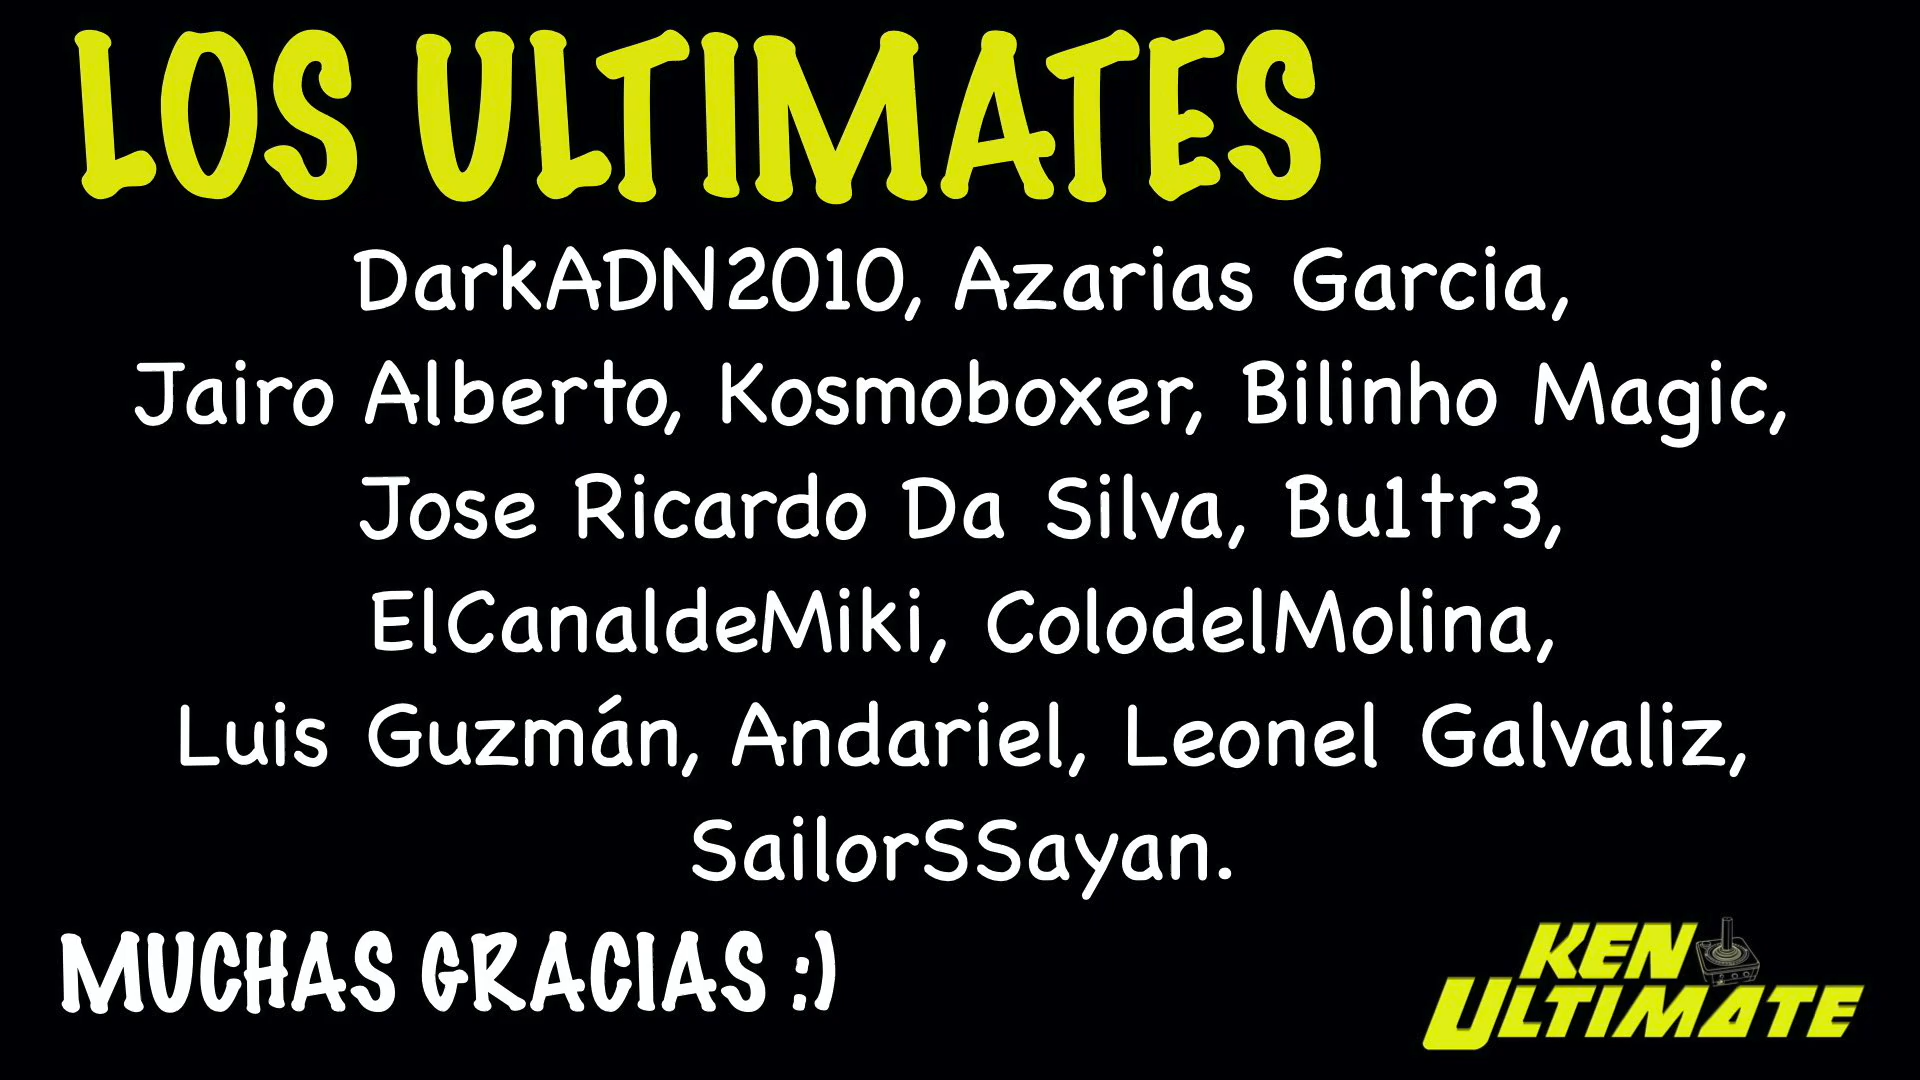 LOS ULTIMATES
DarkADN2010, Azarias Garcia,
Jairo Alberto, Kosmoboxer, Bilinho Magic,
Jose Ricardo Da Silva, Bu1tr3,
ElCanaldeMiki, ColodelMolina,
Luis Guzmán, Andariel, Leonel Galvaliz,
SailorSSayan.
MUCHAS GRACIAS :)
KEN
ULTIMATE